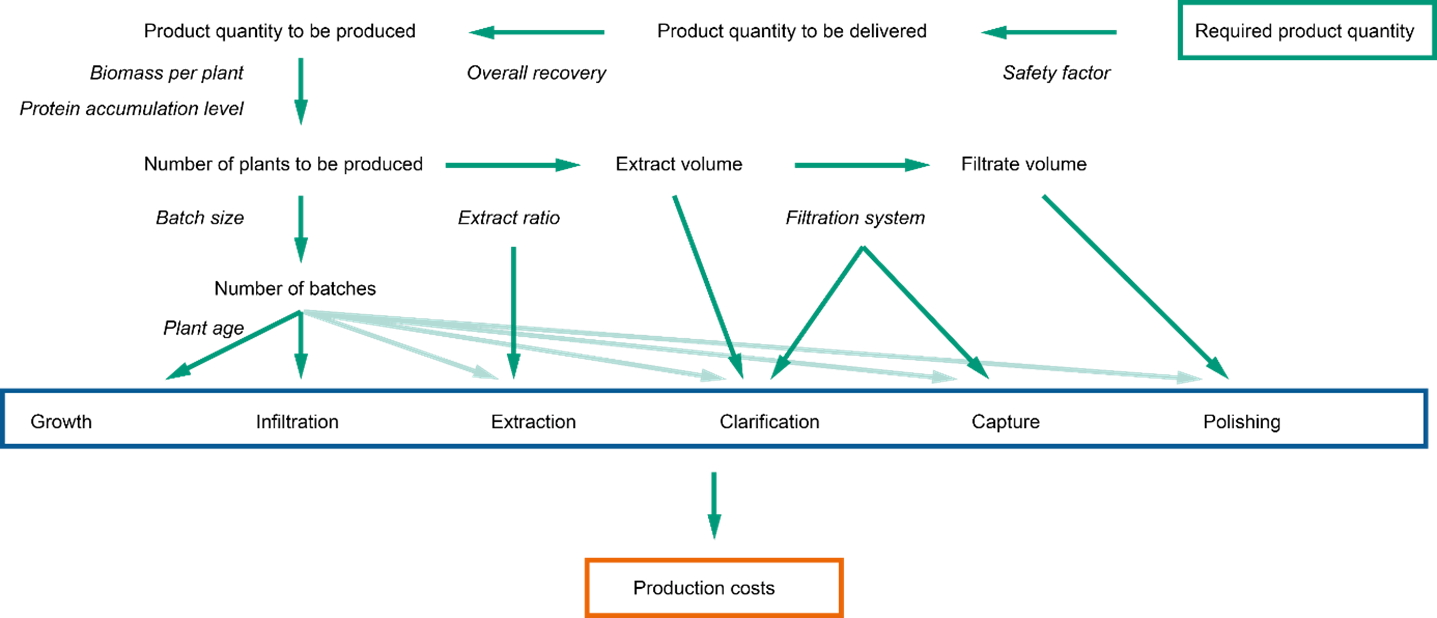 Product quantity to be produced
Product quantity to be delivered
Required product quantity
Biomass per plant
Overall recovery
Safety factor
Protein accumulation level
Number of plants to be produced
Extract volume
Filtrate volume
Batch size
Extract ratio
Filtration system
Number of batches
Plant age
Growth
Infiltration
Extraction
Clarification
Capture
Polishing
Production costs